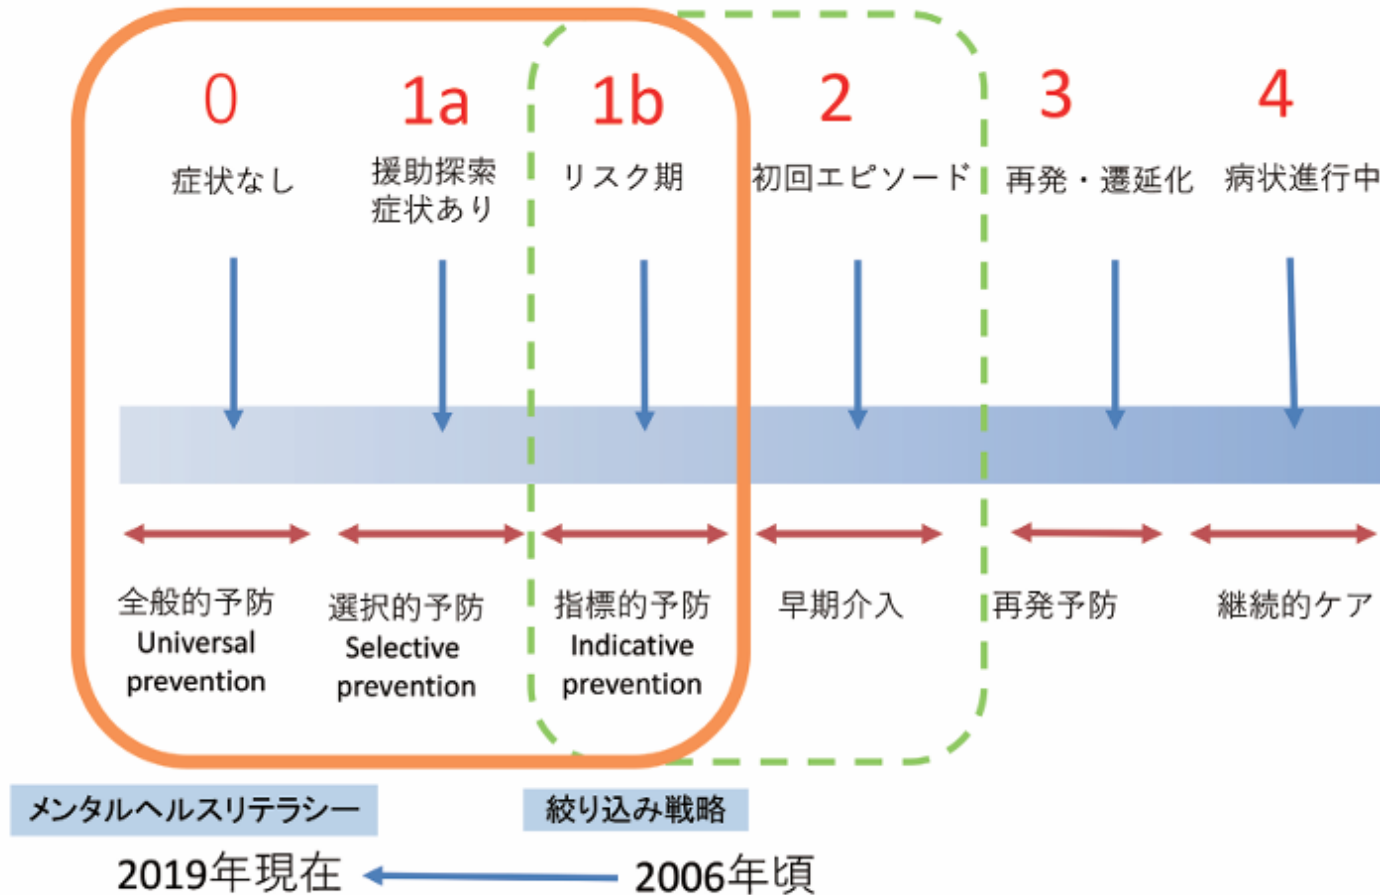 0
1a
1b
2
3
4
症状なし
援助探索
症状あり
リスク期
初回エピソード
再発・遷延化
病状進行中
全般的予防
Universal
prevention
選択的予防
Selective
prevention
指標的予防
Indicative
prevention
早期介入
再発予防
継続的ケア
メンタルヘルスリテラシー
絞り込み戦略
2019年現在
2006年頃